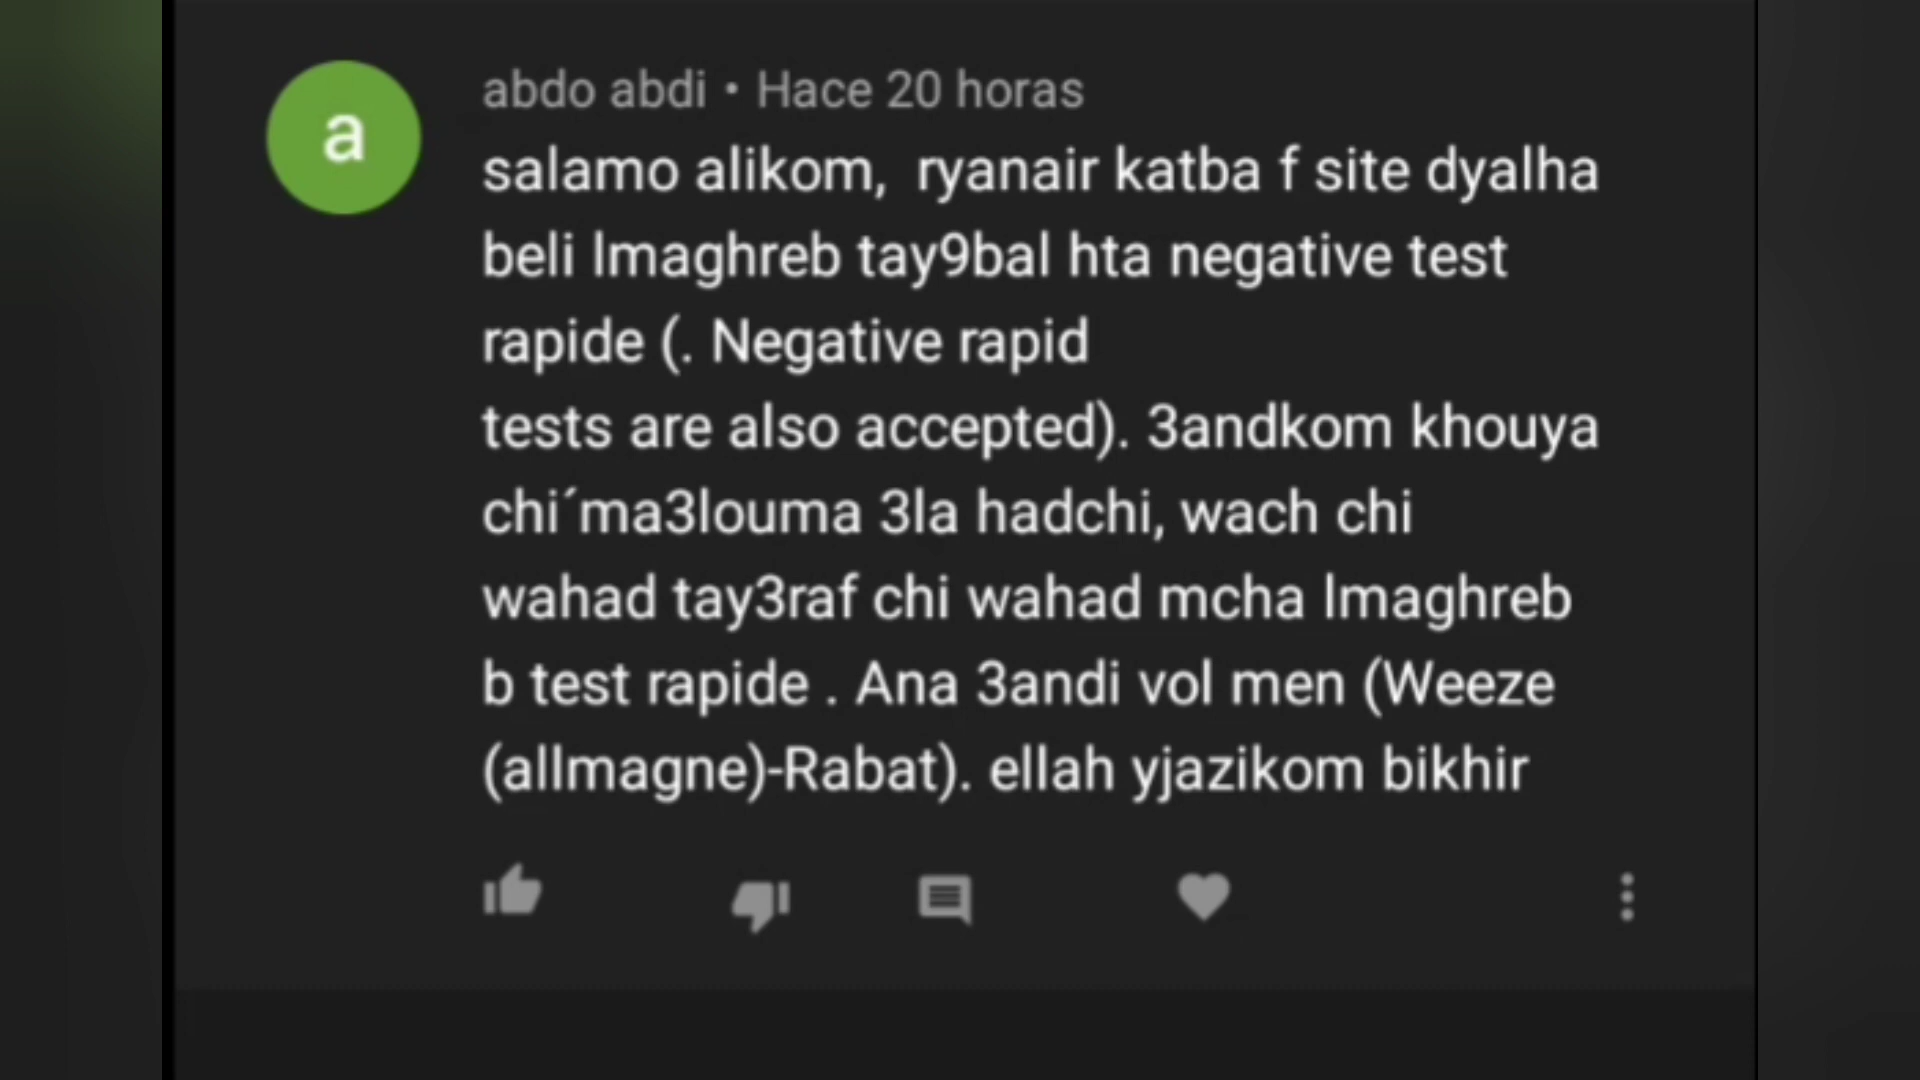 a
abdo abdi • Hace 20 horas
salamo alikom,  ryanair katba f site dyalha
beli lmaghreb tay9bal hta negative test
rapide (. Negative rapid
tests are also accepted). 3andkom khouya
chi´ma3louma 3la hadchi, wach chi
wahad tay3raf chi wahad mcha lmaghreb
b test rapide . Ana 3andi vol men (Weeze
(allmagne)-Rabat). ellah yjazikom bikhir